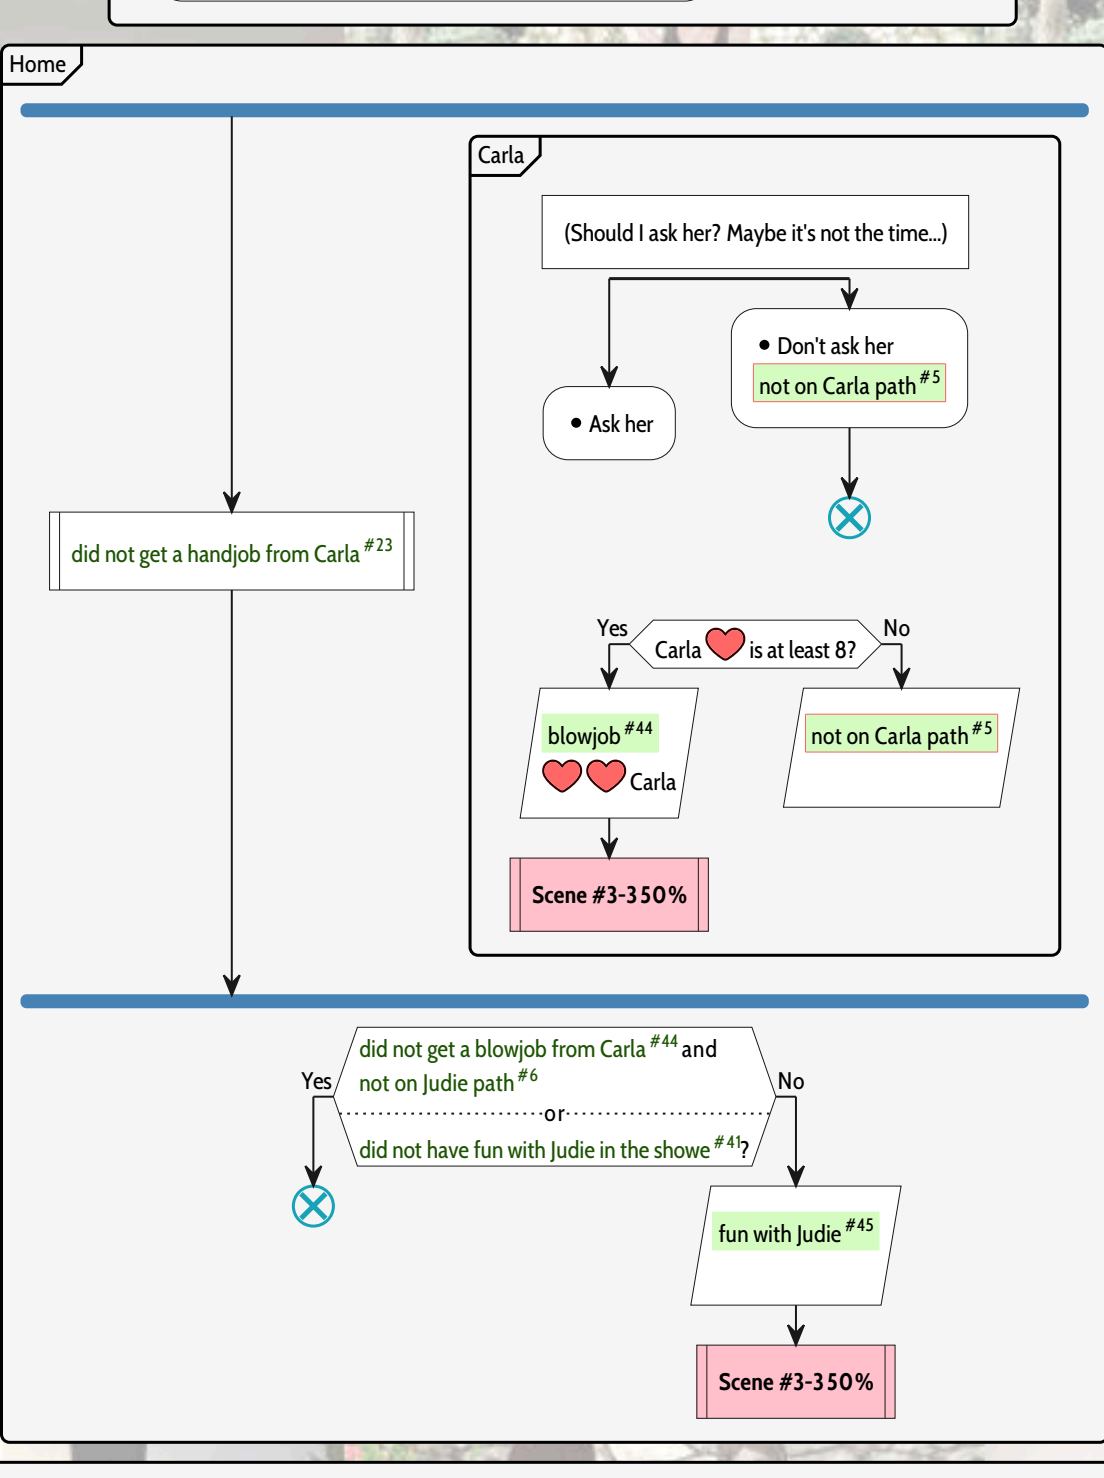 Home
Carla
(Should I ask her? Maybe it's not the time...)
• Don't ask her
not on Carla path #5
• Ask her
did not get a handjob from Carla #23
Yes
Carla ❤ is at least 8?
No
blowjob #44
❤❤ Carla
not on Carla path #5
Scene #3-350%
did not get a blowjob from Carla #44 and
not on Judie path #6
Yes
No
or
did not have fun with Judie in the showe #41?
fun with Judie #45
Scene #3-350%